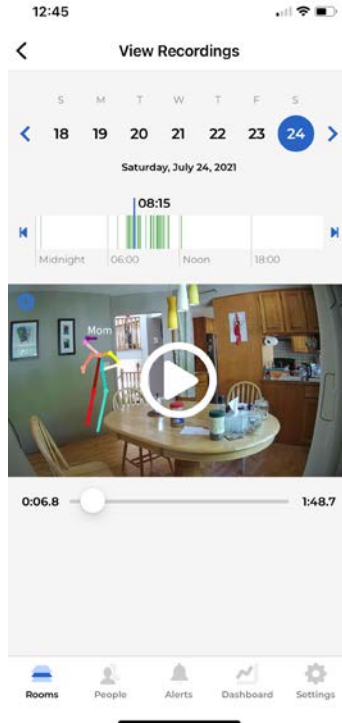 12:45
View Recordings
S M T W T F S
18 19 20 21 22 23 24
Saturday, July 24, 2021
08:15
Midnight 06:00 Noon 18:00
Mom
0:06.8 1:48.7
Rooms People Alerts Dashboard Settings